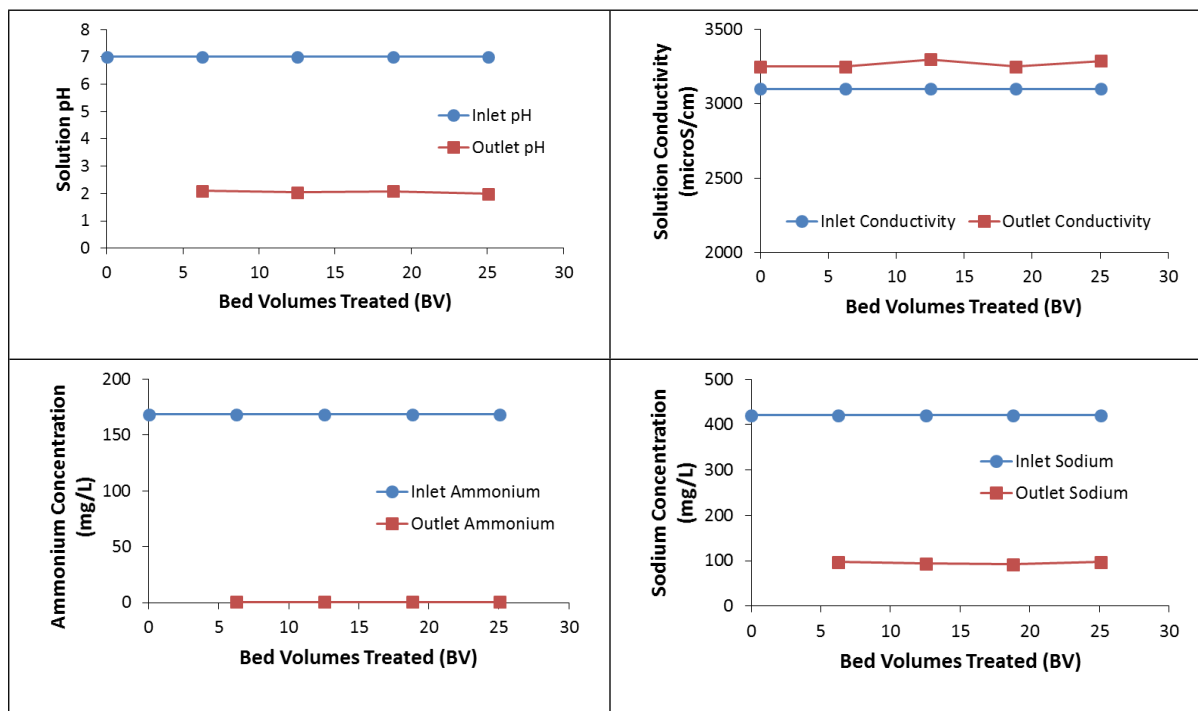 8
7
6
5
4
3
2
1
0
Solution pH
Inlet pH
Outlet pH
0 5 10 15 20 25 30
Bed Volumes Treated (BV)
3500
3000
2500
2000
Solution Conductivity
(microS/cm)
Inlet Conductivity Outlet Conductivity
0 5 10 15 20 25 30
Bed Volumes Treated (BV)
200
150
100
50
0
Ammonium Concentration
(mg/L)
Inlet Ammonium
Outlet Ammonium
0 5 10 15 20 25 30
Bed Volumes Treated (BV)
500
400
300
200
100
0
Sodium Concentration
(mg/L)
Inlet Sodium
Outlet Sodium
0 5 10 15 20 25 30
Bed Volumes Treated (BV)